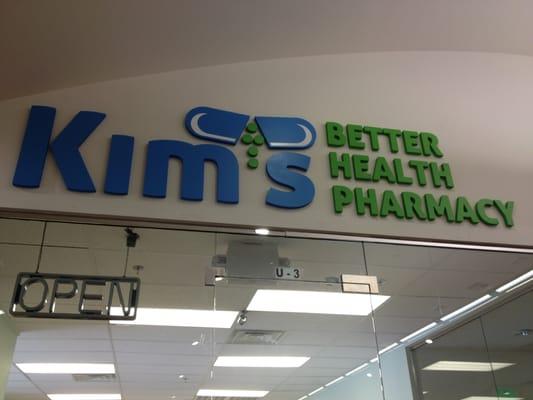 Kim's
BETTER
HEALTH
PHARMACY
U-3
OPEN